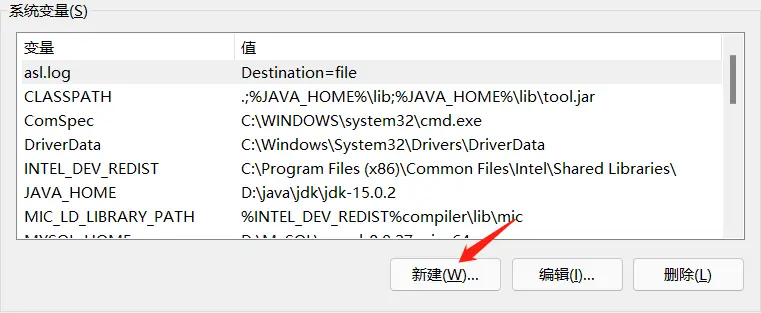 系统变量(S)
变量 值
asl.log Destination=file
CLASSPATH .;%JAVA_HOME%\lib;%JAVA_HOME%\lib\tool.jar
ComSpec C:\WINDOWS\system32\cmd.exe
DriverData C:\Windows\System32\Drivers\DriverData
INTEL_DEV_REDIST C:\Program Files (x86)\Common Files\Intel\Shared Libraries\
JAVA_HOME D:\java\jdk\jdk-15.0.2
MIC_LD_LIBRARY_PATH %INTEL_DEV_REDIST%compiler\lib\mic
MYSQL_HOME
新建(W)... 编辑(I)... 删除(L)